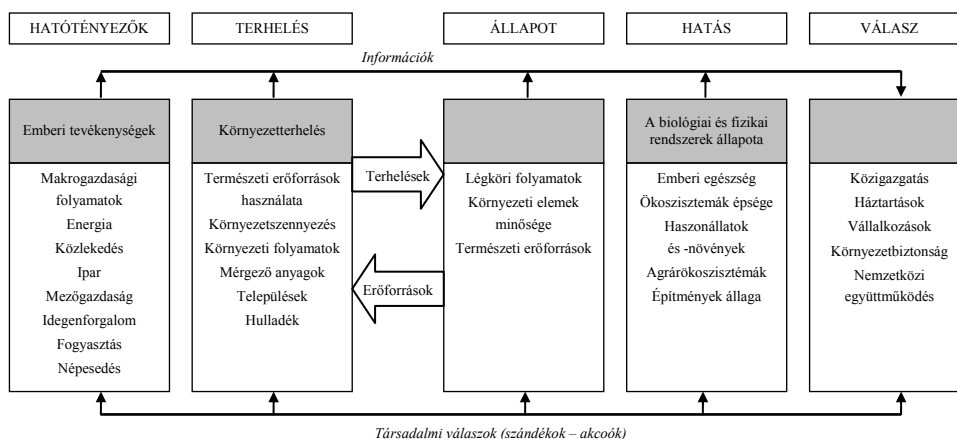 HATÓTÉNYEZŐK
TERHELÉS
ÁLLAPOT
HATÁS
VÁLASZ
Információk
Emberi tevékenységek
Makrogazdasági
folyamatok
Energia
Közlekedés
Ipar
Mezőgazdaság
Idegenforgalom
Fogyasztás
Népesedés
Környezetterhelés
Természeti erőforrások
használata
Környezetszennyezés
Környezeti folyamatok
Mérgező anyagok
Települések
Hulladék
Terhelések
Erőforrások
Légköri folyamatok
Környezeti elemek
minősége
Természeti erőforrások
A biológiai és fizikai
rendszerek állapota
Emberi egészség
Ökoszisztemák épsége
Haszonállatok
és -növények
Agrárökoszisztémák
Építmények állaga
Közigazgatás
Háztartások
Vállalkozások
Környezetbiztonság
Nemzetközi
együttműködés
Társadalmi válaszok (szándékok – akcoók)